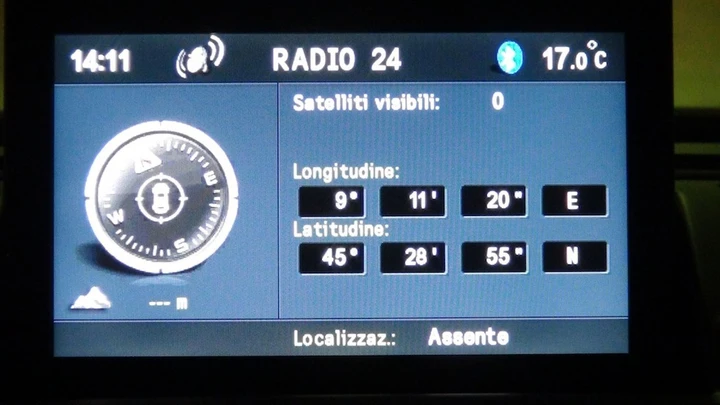 14:11 RADIO 24 17.0°C
Satelliti visibili: 0
Longitudine:
9° 11' 20" E
Latitudine:
45° 28' 55" N
E
W
S
--- m
Localizzaz.: Assente